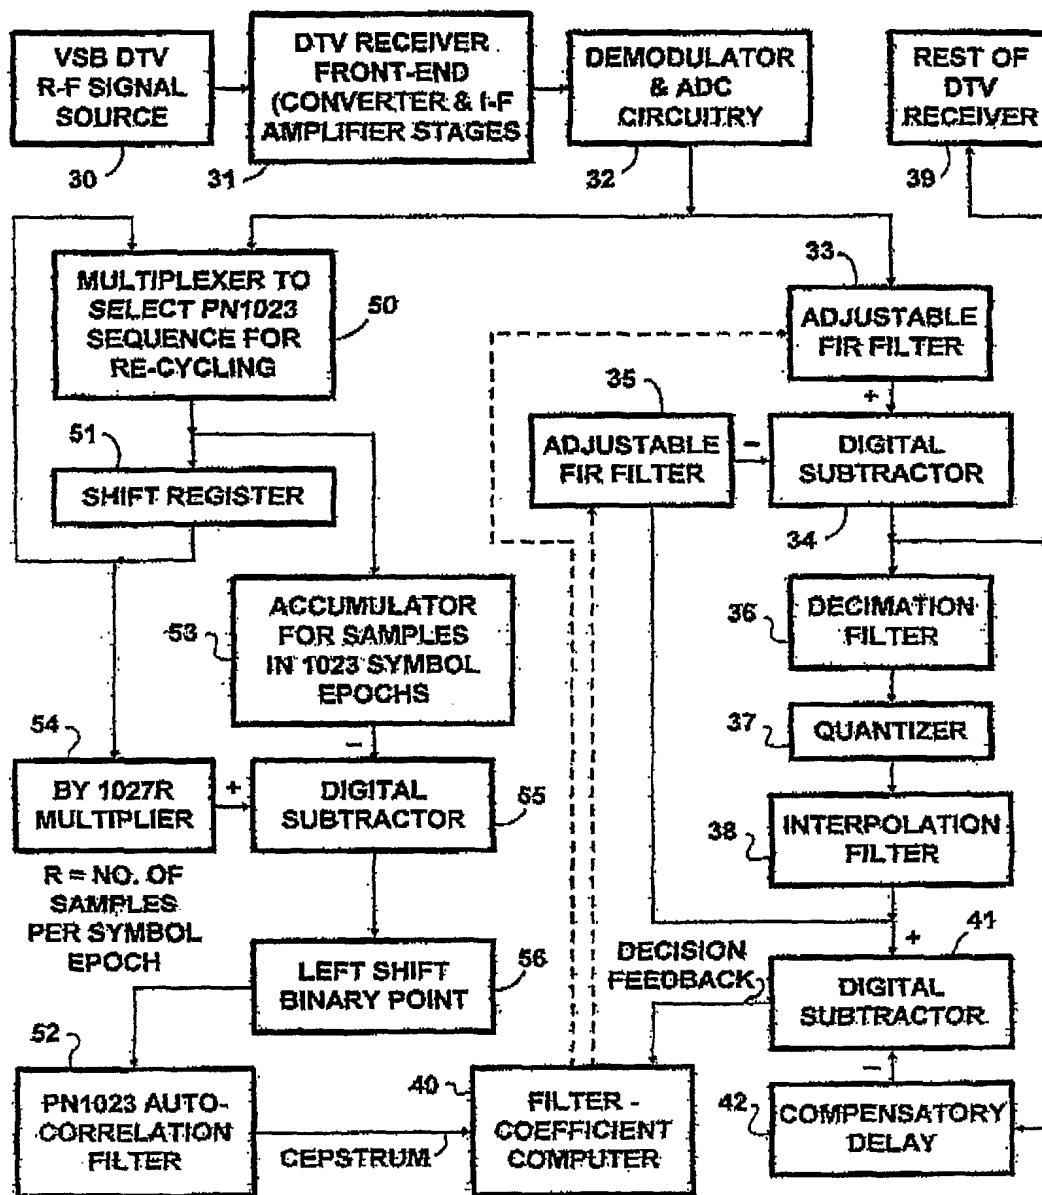 VSB DTV
R-F SIGNAL
SOURCE
30
DTV RECEIVER
FRONT-END
(CONVERTER & I-F
AMPLIFIER STAGES
31
DEMODULATOR
& ADC
CIRCUITRY
32
REST OF
DTV
RECEIVER
39
MULTIPLEXER TO
SELECT PN1023
SEQUENCE FOR
RE-CYCLING
50
33
ADJUSTABLE
FIR FILTER
+
35
ADJUSTABLE
FIR FILTER
−
DIGITAL
SUBTRACTOR
34
51
SHIFT REGISTER
53
ACCUMULATOR
FOR SAMPLES
IN 1023 SYMBOL
EPOCHS
−
36
DECIMATION
FILTER
37
QUANTIZER
38
INTERPOLATION
FILTER
+
54
BY 1027R
MULTIPLIER
+
DIGITAL
SUBTRACTOR
55
R = NO. OF
SAMPLES
PER SYMBOL
EPOCH
LEFT SHIFT
BINARY POINT
56
DECISION
FEEDBACK
41
DIGITAL
SUBTRACTOR
−
52
PN1023 AUTO-
CORRELATION
FILTER
CEPSTRUM
40
FILTER -
COEFFICIENT
COMPUTER
42
COMPENSATORY
DELAY